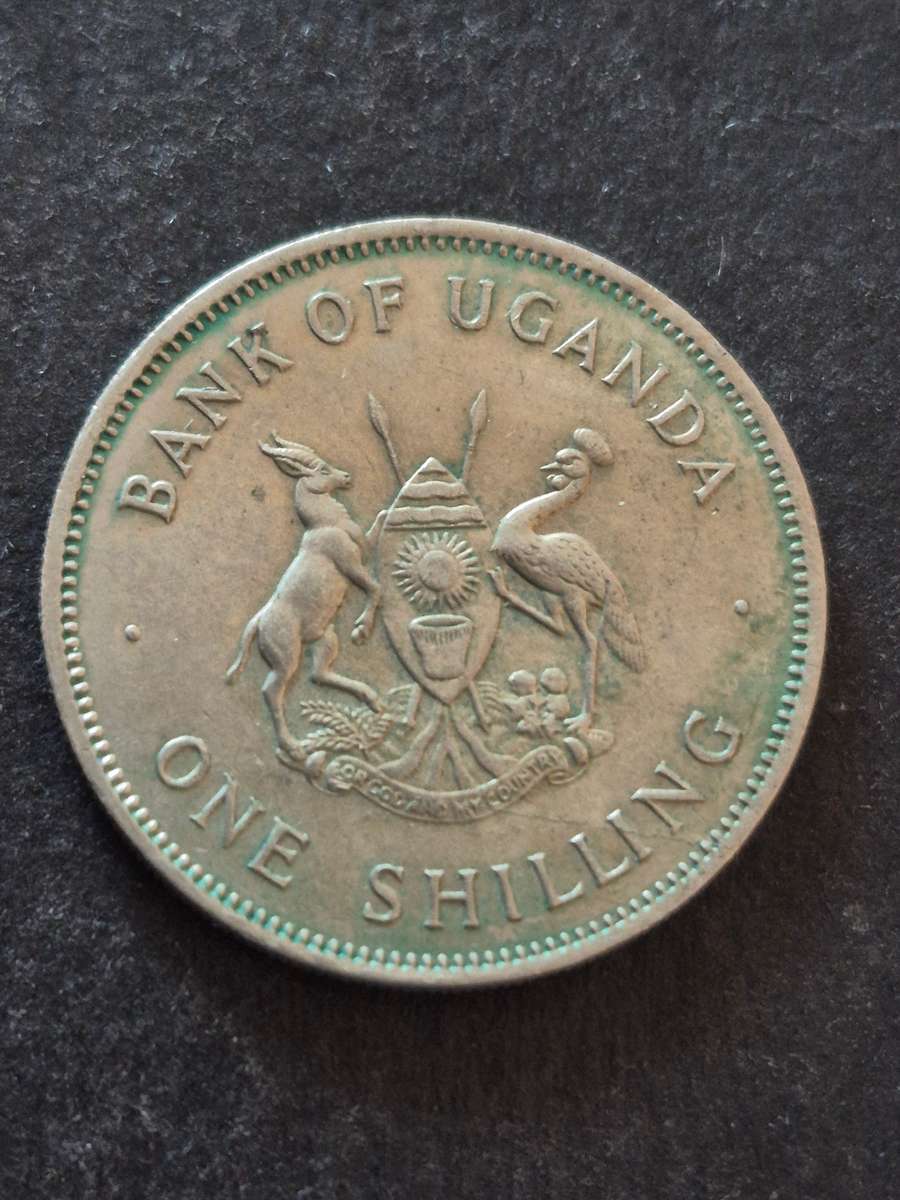 BANK OF UGANDA
FOR GOD AND MY COUNTRY
· ONE SHILLING ·